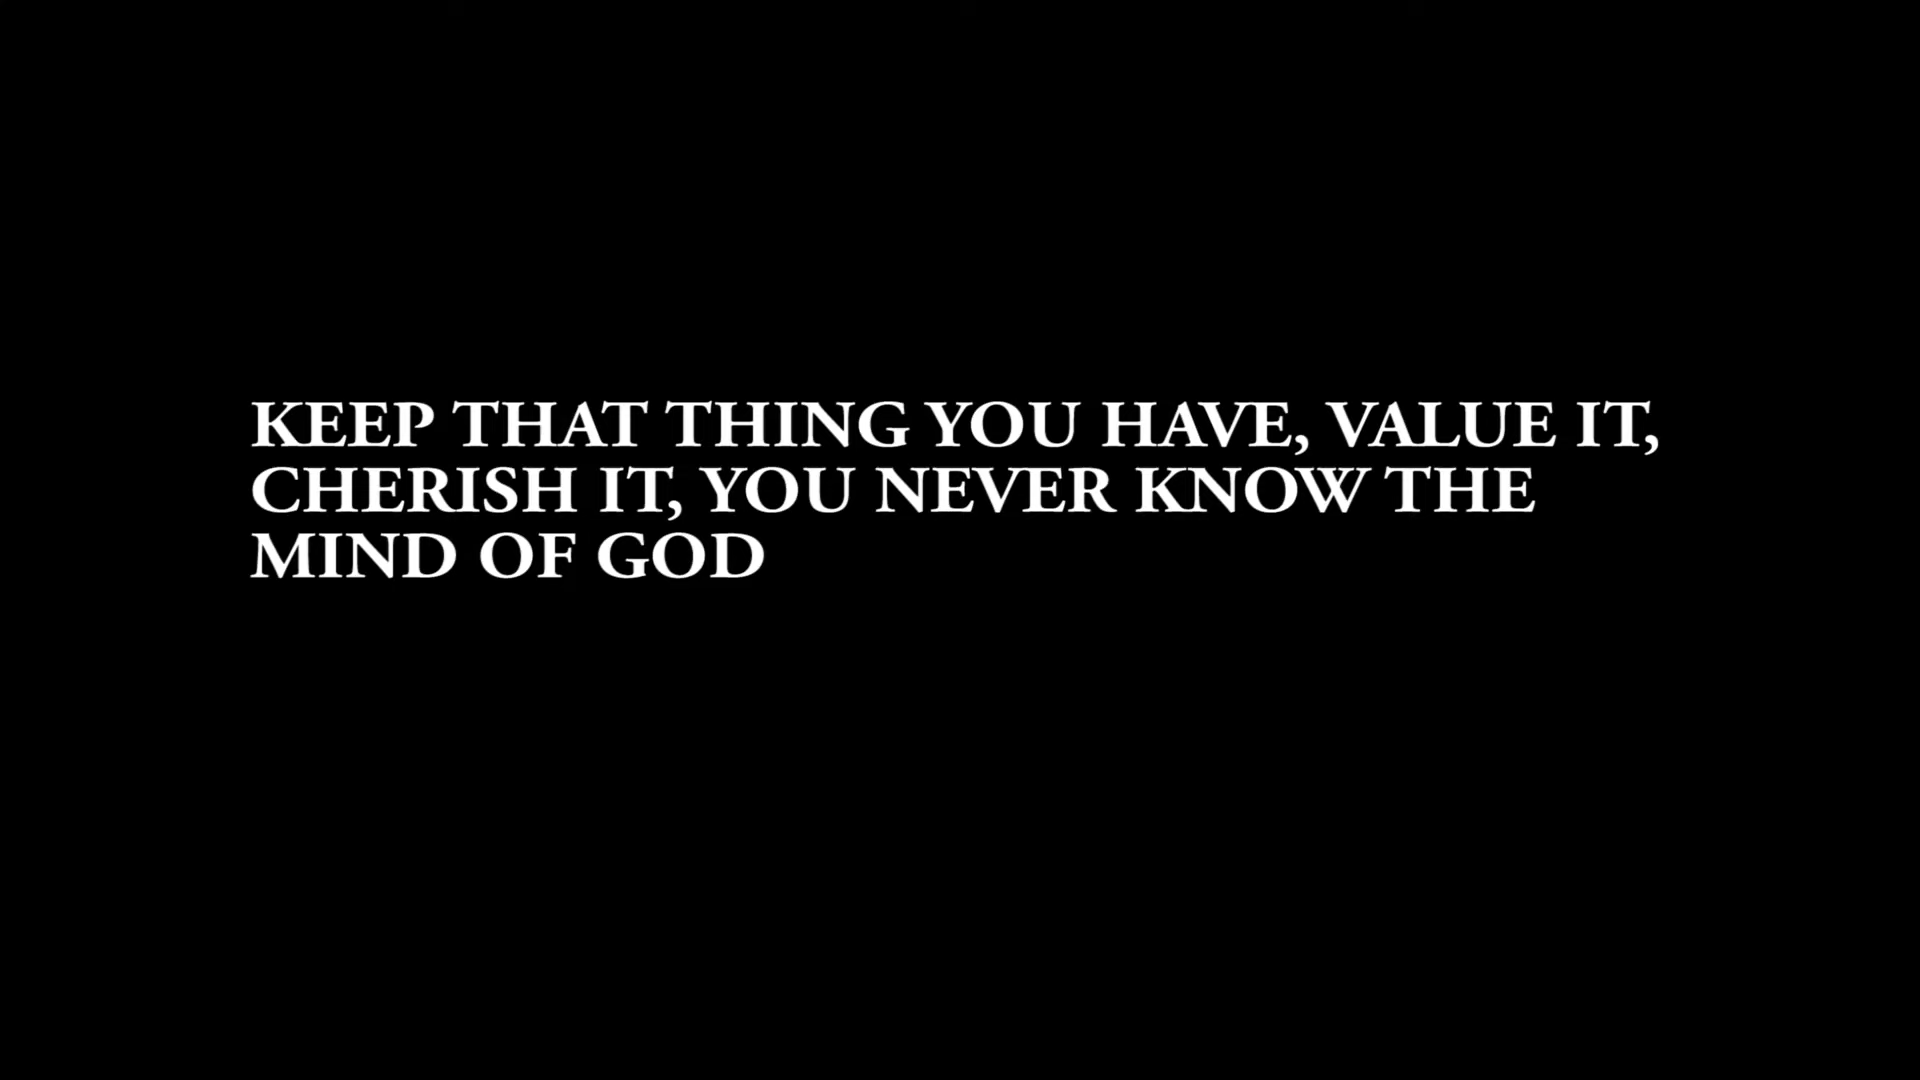 KEEP THAT THING YOU HAVE, VALUE IT,
CHERISH IT, YOU NEVER KNOW THE
MIND OF GOD